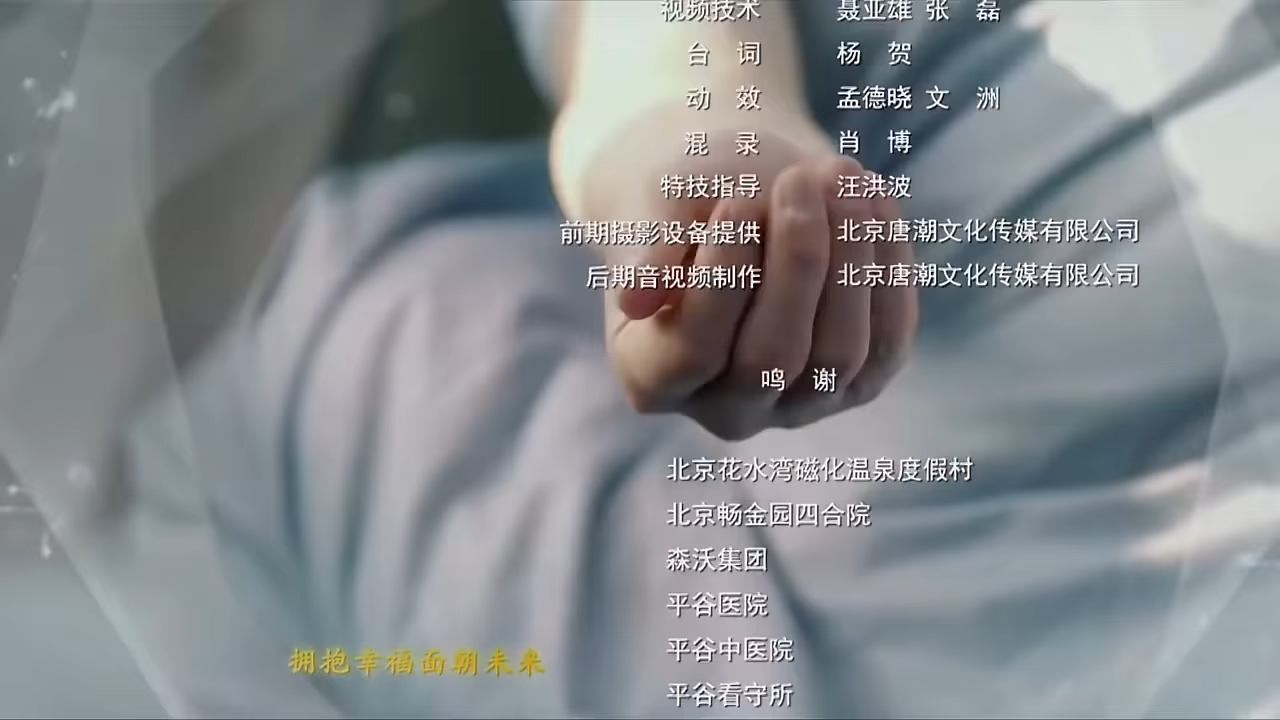 视频技术 聂亚雄 张 磊
台 词 杨 贺
动 效 孟德晓 文 洲
混 录 肖 博
特技指导 汪洪波
前期摄影设备提供 北京唐潮文化传媒有限公司
后期音视频制作 北京唐潮文化传媒有限公司
鸣 谢
北京花水湾磁化温泉度假村
北京畅金园四合院
森沃集团
平谷医院
平谷中医院
平谷看守所
拥抱幸福面朝未来